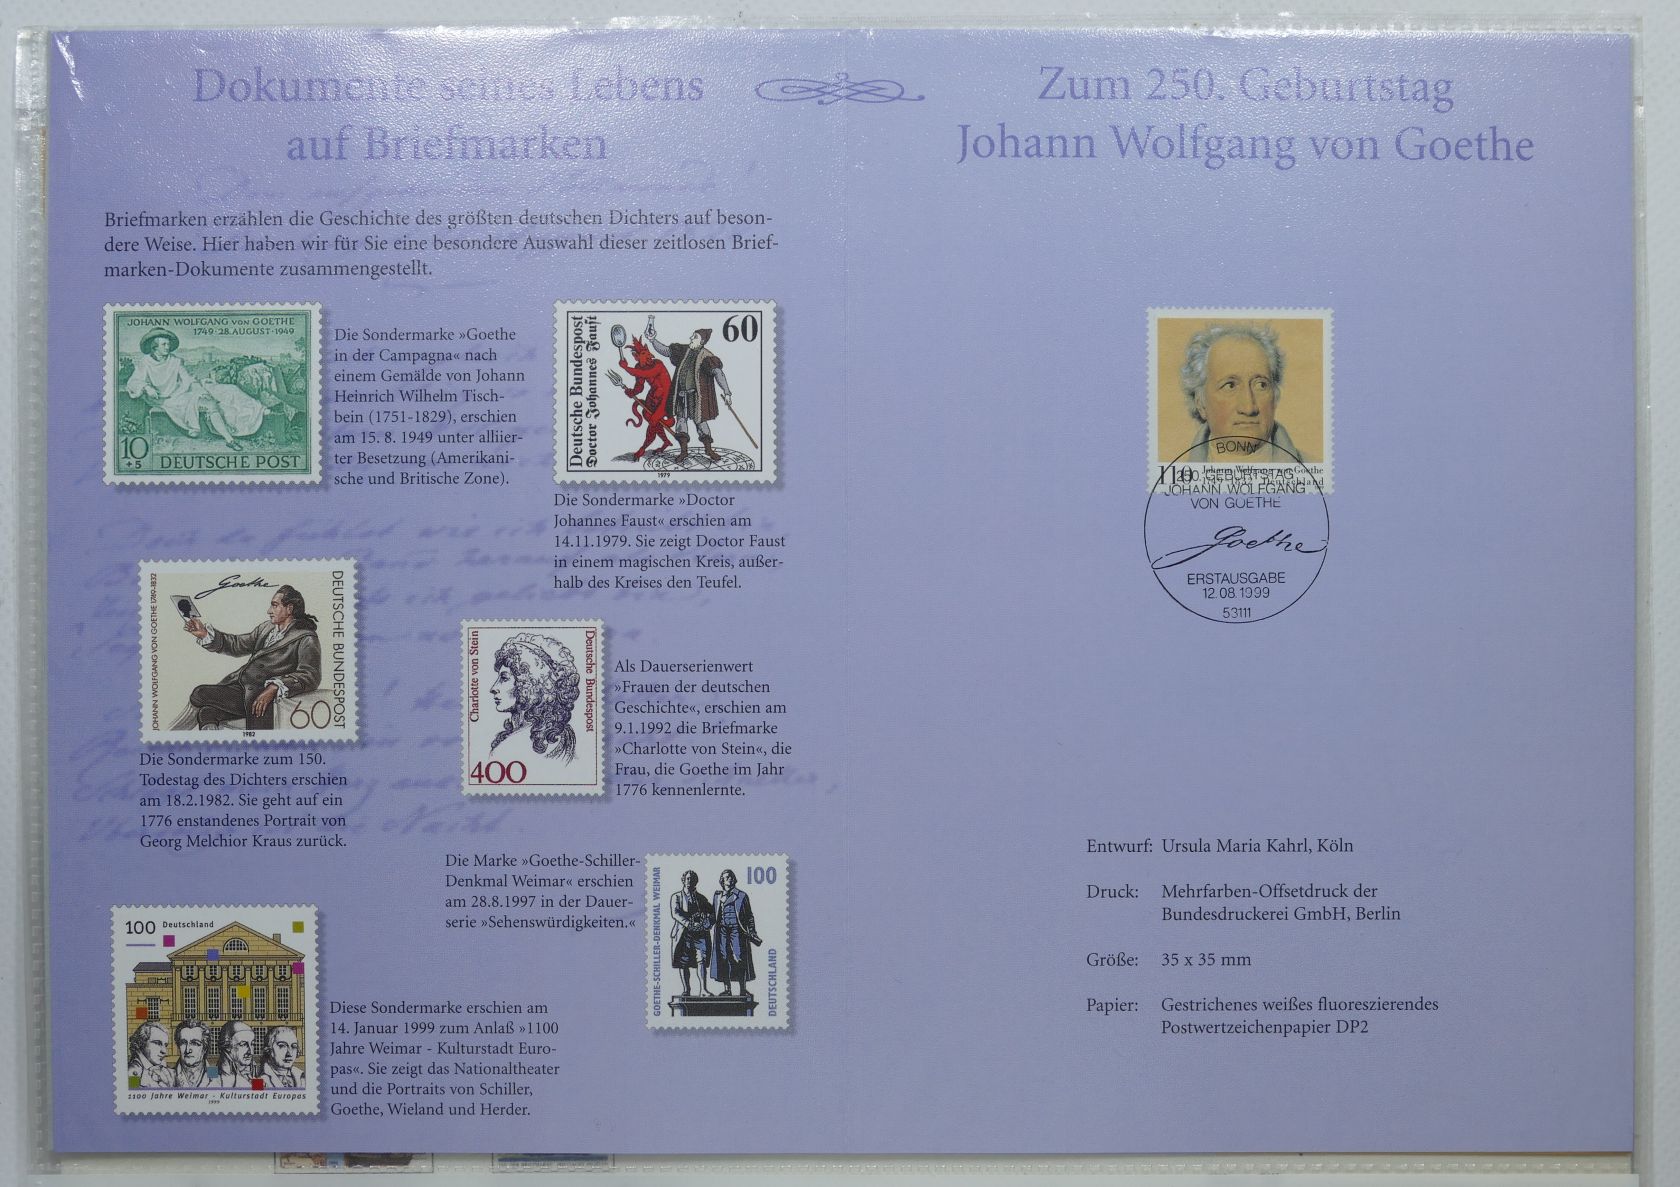 Dokumente seines Lebens
auf Briefmarken
Briefmarken erzählen die Geschichte des größten deutschen Dichters auf beson-
dere Weise. Hier haben wir für Sie eine besondere Auswahl dieser zeitlosen Brief-
marken-Dokumente zusammengestellt.
JOHANN WOLFGANG VON GOETHE
1749·28.AUGUST·1949
10
+5
DEUTSCHE POST
Die Sondermarke »Goethe
in der Campagna« nach
einem Gemälde von Johann
Heinrich Wilhelm Tisch-
bein (1751-1829), erschien
am 15. 8. 1949 unter alliier-
ter Besetzung (Amerikani-
sche und Britische Zone).
Deutsche Bundespost
Doctor Johannes Faust
60
1979
Die Sondermarke »Doctor
Johannes Faust« erschien am
14.11.1979. Sie zeigt Doctor Faust
in einem magischen Kreis, außer-
halb des Kreises den Teufel.
JOHANN WOLFGANG VON GOETHE 1749-1832
Goethe
DEUTSCHE BUNDESPOST
60
1982
Die Sondermarke zum 150.
Todestag des Dichters erschien
am 18.2.1982. Sie geht auf ein
1776 enstandenes Portrait von
Georg Melchior Kraus zurück.
Charlotte von Stein
Deutsche Bundespost
400
Als Dauerserienwert
»Frauen der deutschen
Geschichte«, erschien am
9.1.1992 die Briefmarke
»Charlotte von Stein«, die
Frau, die Goethe im Jahr
1776 kennenlernte.
Die Marke »Goethe-Schiller-
Denkmal Weimar« erschien
am 28.8.1997 in der Dauer-
serie »Sehenswürdigkeiten.«
GOETHE-SCHILLER-DENKMAL WEIMAR
100
DEUTSCHLAND
100 Deutschland
1100 Jahre Weimar - Kulturstadt Europas
1999
Diese Sondermarke erschien am
14. Januar 1999 zum Anlaß »1100
Jahre Weimar - Kulturstadt Euro-
pas«. Sie zeigt das Nationaltheater
und die Portraits von Schiller,
Goethe, Wieland und Herder.
Zum 250. Geburtstag
Johann Wolfgang von Goethe
110
Johann Wolfgang von Goethe
Deutschland
BONN
250. GEBURTSTAG
JOHANN WOLFGANG
VON GOETHE
Goethe
ERSTAUSGABE
12.08.1999
53111
Entwurf: Ursula Maria Kahrl, Köln
Druck: Mehrfarben-Offsetdruck der
Bundesdruckerei GmbH, Berlin
Größe: 35 x 35 mm
Papier: Gestrichenes weißes fluoreszierendes
Postwertzeichenpapier DP2